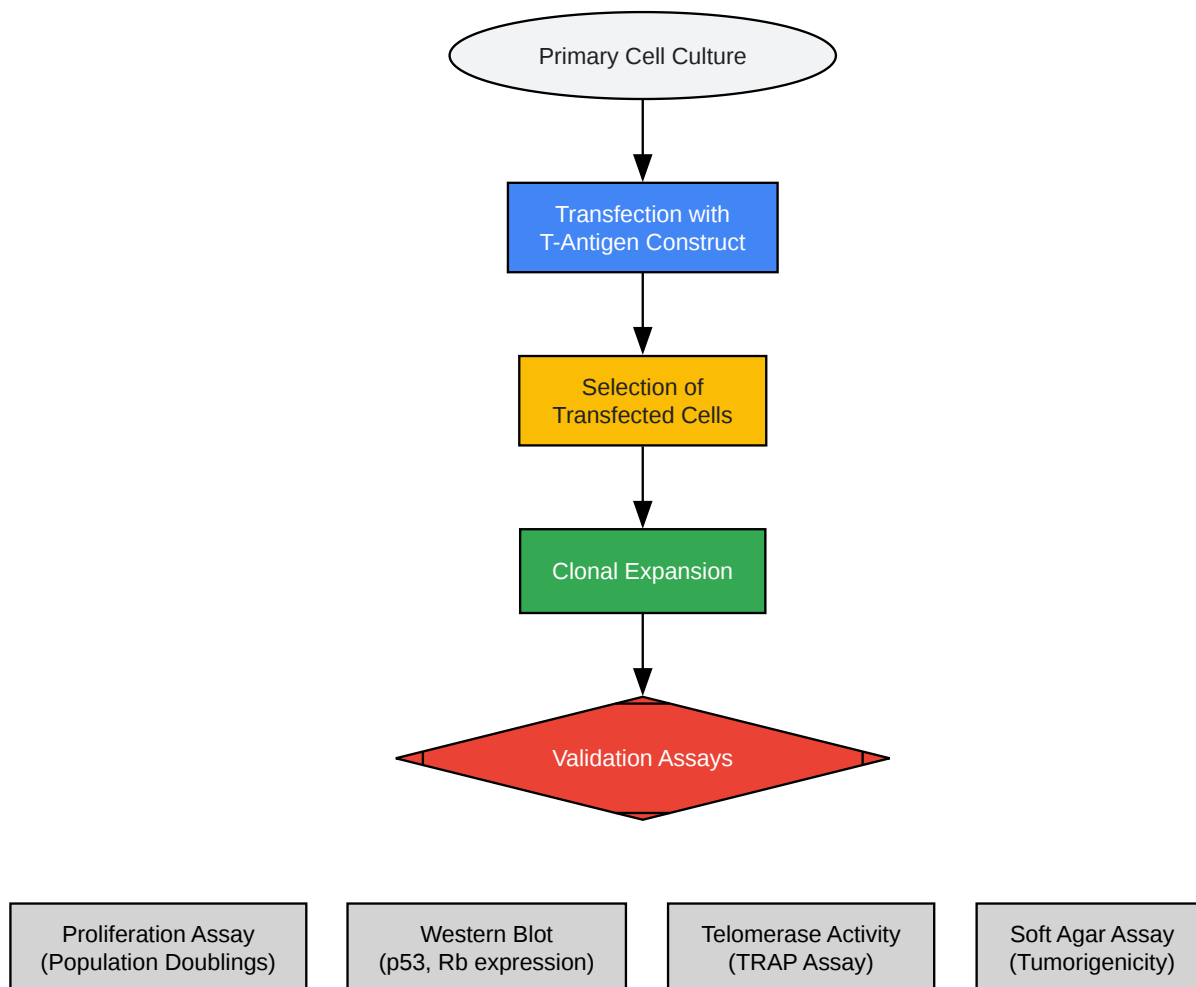 Primary Cell Culture
Transfection with
T-Antigen Construct
Selection of
Transfected Cells
Clonal Expansion
Validation Assays
Proliferation Assay
(Population Doublings)
Western Blot
(p53, Rb expression)
Telomerase Activity
(TRAP Assay)
Soft Agar Assay
(Tumorigenicity)